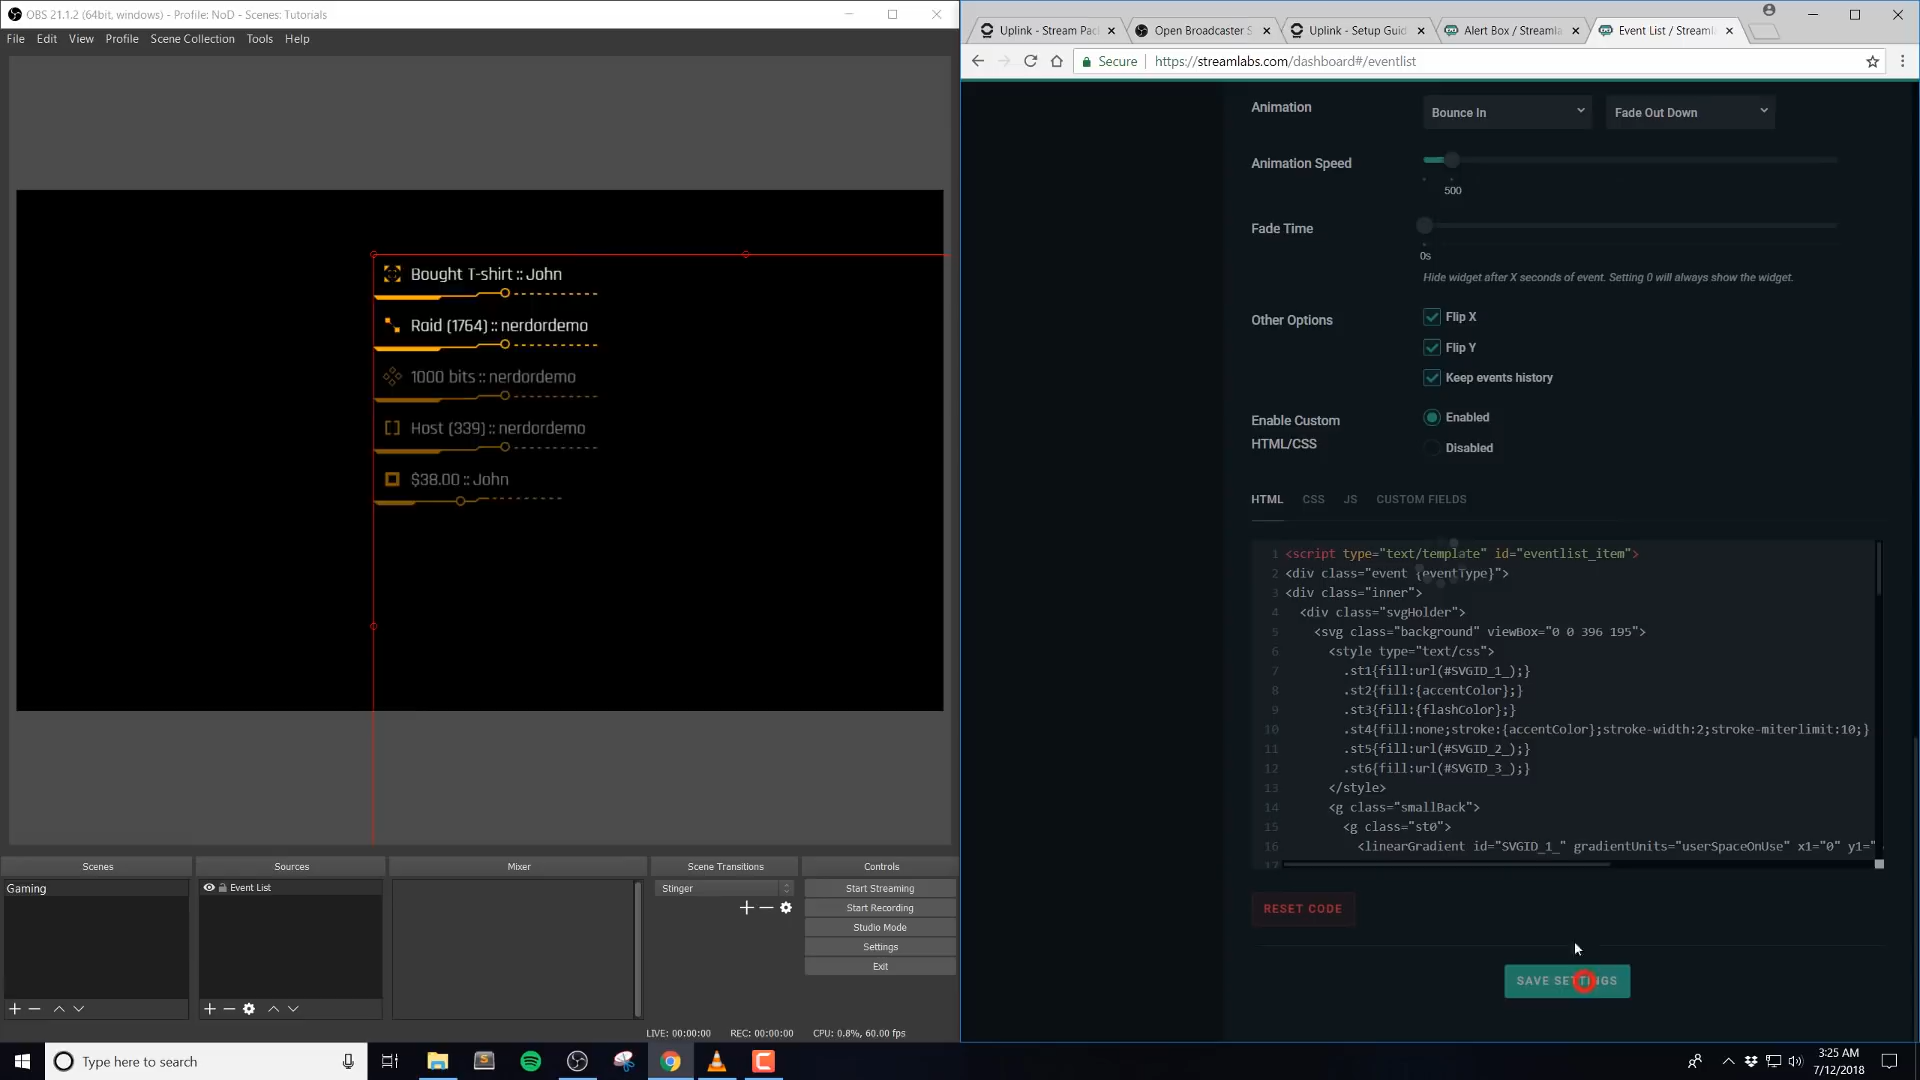 OBS 21.1.2 (64bit, windows) - Profile: NoD - Scenes: Tutorials
File Edit View Profile Scene Collection Tools Help
Bought T-shirt :: John
Raid (1764) :: nerdordemo
1000 bits :: nerdordemo
Host (339) :: nerdordemo
$38.00 :: John
Scenes
Sources
Mixer
Scene Transitions
Controls
Gaming
Event List
Stinger
Start Streaming
Start Recording
Studio Mode
Settings
Exit
LIVE: 00:00:00 REC: 00:00:00 CPU: 0.8%, 60.00 fps
Uplink - Stream Pac
Open Broadcaster S
Uplink - Setup Guid
Alert Box / Streamla
Event List / Streaml
Secure https://streamlabs.com/dashboard#/eventlist
Animation
Bounce In
Fade Out Down
Animation Speed
500
Fade Time
0s
Hide widget after X seconds of event. Setting 0 will always show the widget.
Other Options
Flip X
Flip Y
Keep events history
Enable Custom
HTML/CSS
Enabled
Disabled
HTML CSS JS CUSTOM FIELDS
1 <script type="text/template" id="eventlist_item">
2 <div class="event {eventType}">
3 <div class="inner">
4 <div class="svgHolder">
5 <svg class="background" viewBox="0 0 396 195">
6 <style type="text/css">
7 .st1{fill:url(#SVGID_1_);}
8 .st2{fill:{accentColor};}
9 .st3{fill:{flashColor};}
10 .st4{fill:none;stroke:{accentColor};stroke-width:2;stroke-miterlimit:10;}
11 .st5{fill:url(#SVGID_2_);}
12 .st6{fill:url(#SVGID_3_);}
13 </style>
14 <g class="smallBack">
15 <g class="st0">
16 <linearGradient id="SVGID_1_" gradientUnits="userSpaceOnUse" x1="0" y1="
17
RESET CODE
SAVE SETTINGS
Type here to search
3:25 AM
7/12/2018